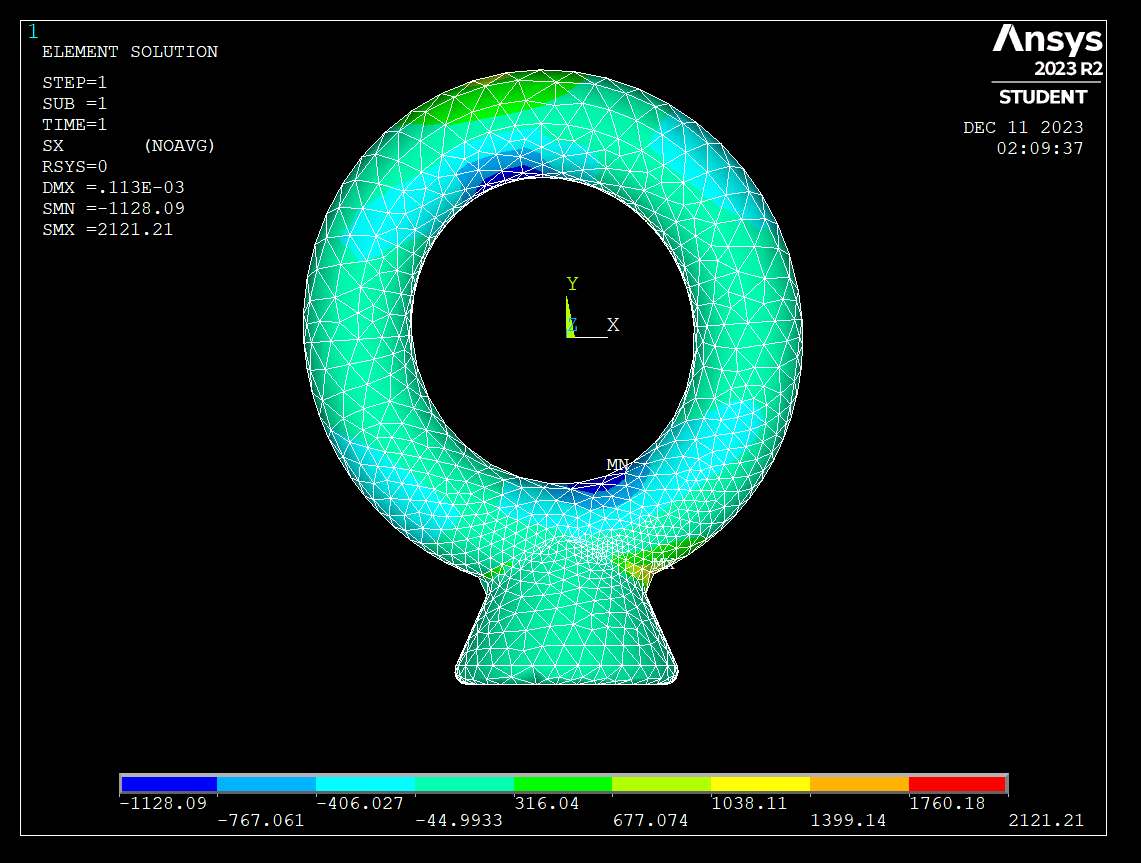 1
ELEMENT SOLUTION
STEP=1
SUB =1
TIME=1
SX (NOAVG)
RSYS=0
DMX =.113E-03
SMN =-1128.09
SMX =2121.21
Ansys
2023 R2
STUDENT
DEC 11 2023
02:09:37
Y
Z X
MN
MX
-1128.09 -406.027 316.04 1038.11 1760.18
-767.061 -44.9933 677.074 1399.14 2121.21